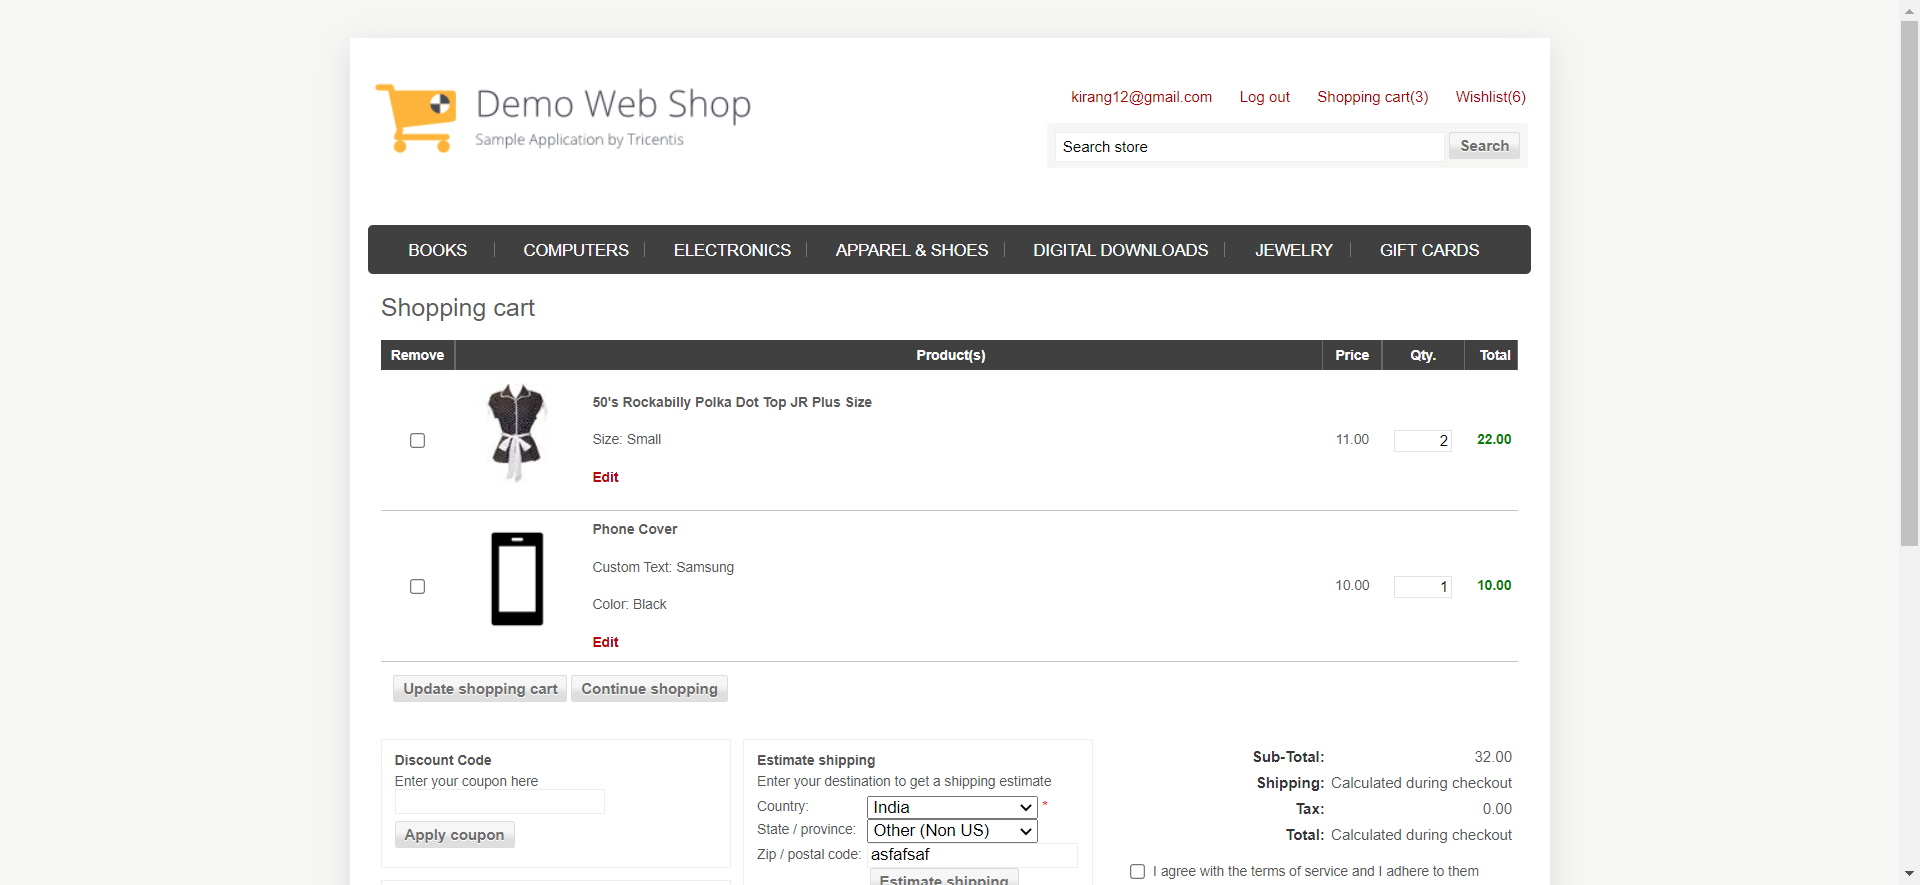 Demo Web Shop
Sample Application by Tricentis
kirang12@gmail.com Log out Shopping cart(3) Wishlist(6)
Search store Search
BOOKS COMPUTERS ELECTRONICS APPAREL & SHOES DIGITAL DOWNLOADS JEWELRY GIFT CARDS
Shopping cart
Remove Product(s) Price Qty. Total
50's Rockabilly Polka Dot Top JR Plus Size
Size: Small 11.00 2 22.00
Edit
Phone Cover
Custom Text: Samsung
10.00 1 10.00
Color: Black
Edit
Update shopping cart Continue shopping
Discount Code
Enter your coupon here
Apply coupon
Estimate shipping
Enter your destination to get a shipping estimate
Country: India *
State / province: Other (Non US)
Zip / postal code: asfafsaf
Estimate shipping
Sub-Total: 32.00
Shipping: Calculated during checkout
Tax: 0.00
Total: Calculated during checkout
I agree with the terms of service and I adhere to them